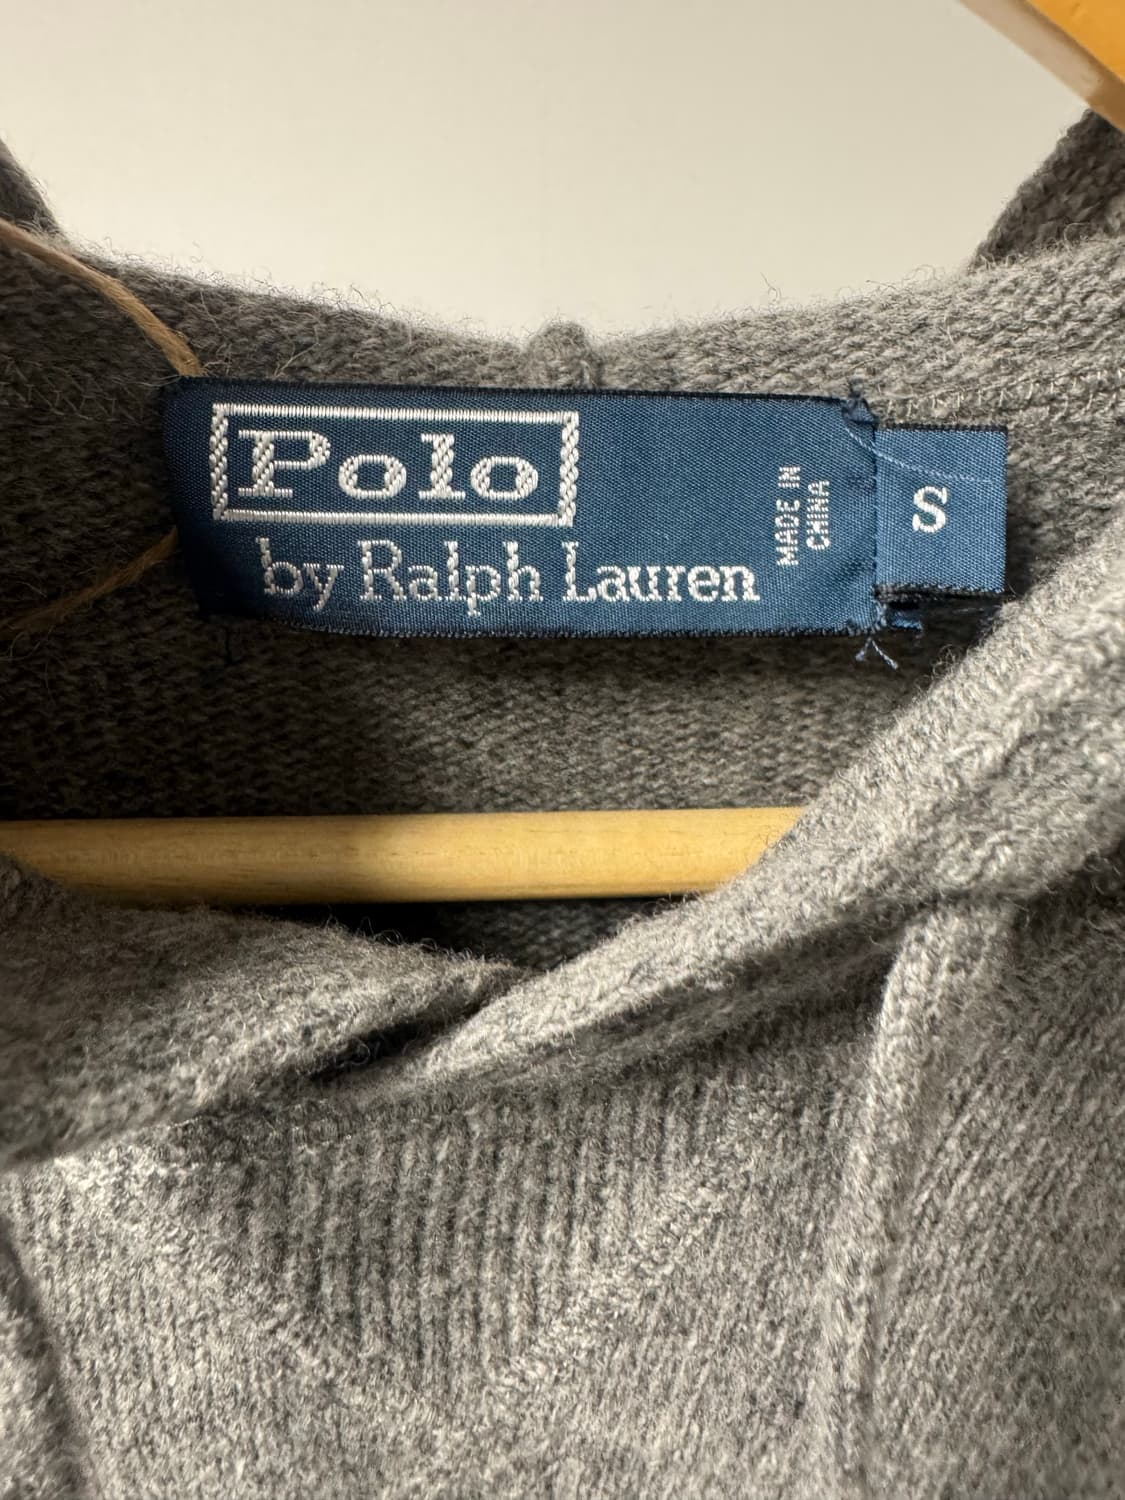 Polo
by Ralph Lauren
MADE IN
CHINA
S